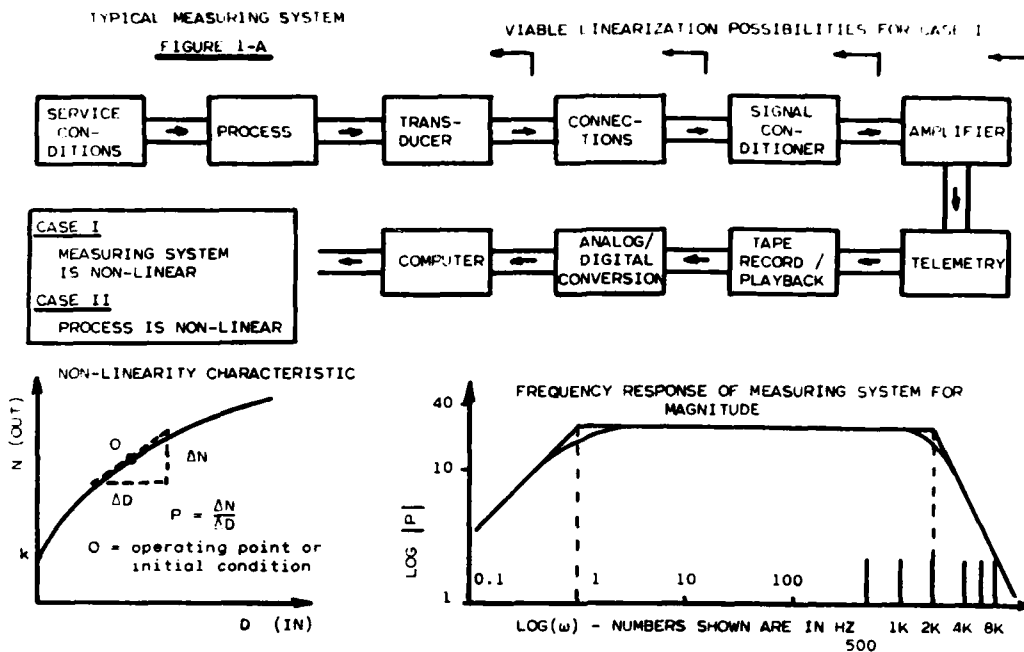 TYPICAL MEASURING SYSTEM
FIGURE 1-A
VIABLE LINEARIZATION POSSIBILITIES FOR CASE I
SERVICE
CON-
DITIONS
PROCESS
TRANS-
DUCER
CONNEC-
TIONS
SIGNAL
CON-
DITIONER
AMPLIFIER
CASE I
MEASURING SYSTEM
IS NON-LINEAR
CASE II
PROCESS IS NON-LINEAR
COMPUTER
ANALOG/
DIGITAL
CONVERSION
TAPE
RECORD /
PLAYBACK
TELEMETRY
NON-LINEARITY CHARACTERISTIC
N (OUT)
O
ΔN
ΔD
P = ΔN/ΔD
O = operating point or
initial condition
k
D (IN)
FREQUENCY RESPONSE OF MEASURING SYSTEM FOR
MAGNITUDE
40
10
1
LOG |P|
0.1 1 10 100
LOG(ω) - NUMBERS SHOWN ARE IN HZ 1K 2K 4K 8K
500